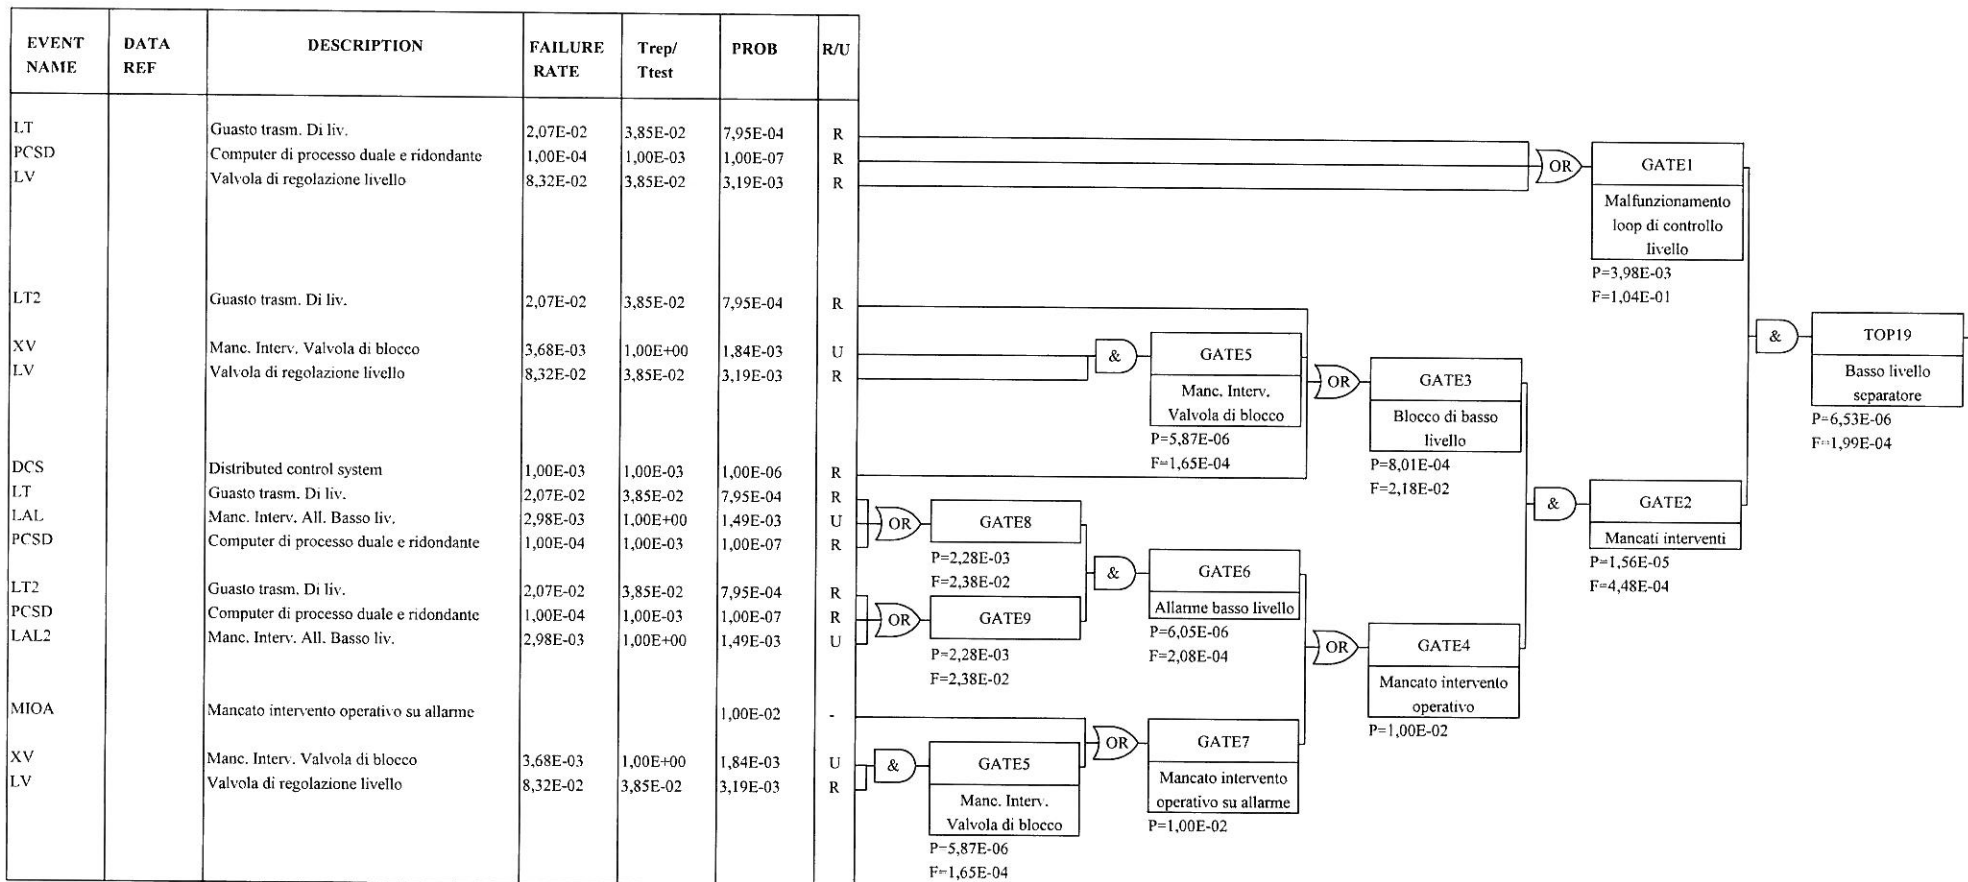 EVENT NAME DATA REF DESCRIPTION FAILURE RATE Trep/ Ttest PROB R/U
LT Guasto trasm. Di liv. 2,07E-02 3,85E-02 7,95E-04 R
PCSD Computer di processo duale e ridondante 1,00E-04 1,00E-03 1,00E-07 R
LV Valvola di regolazione livello 8,32E-02 3,85E-02 3,19E-03 R
OR
GATE1
Malfunzionamento
loop di controllo
livello
P=3,98E-03
F=1,04E-01
LT2 Guasto trasm. Di liv. 2,07E-02 3,85E-02 7,95E-04 R
XV Manc. Interv. Valvola di blocco 3,68E-03 1,00E+00 1,84E-03 U
LV Valvola di regolazione livello 8,32E-02 3,85E-02 3,19E-03 R
&
GATE5
Manc. Interv.
Valvola di blocco
P=5,87E-06
F=1,65E-04
OR
GATE3
Blocco di basso
livello
P=8,01E-04
F=2,18E-02
&
TOP19
Basso livello
separatore
P=6,53E-06
F=1,99E-04
DCS Distributed control system 1,00E-03 1,00E-03 1,00E-06 R
LT Guasto trasm. Di liv. 2,07E-02 3,85E-02 7,95E-04 R
LAL Manc. Interv. All. Basso liv. 2,98E-03 1,00E+00 1,49E-03 U
PCSD Computer di processo duale e ridondante 1,00E-04 1,00E-03 1,00E-07 R
OR
GATE8
P=2,28E-03
F=2,38E-02
&
GATE2
Mancati interventi
P=1,56E-05
F=4,48E-04
LT2 Guasto trasm. Di liv. 2,07E-02 3,85E-02 7,95E-04 R
PCSD Computer di processo duale e ridondante 1,00E-04 1,00E-03 1,00E-07 R
LAL2 Manc. Interv. All. Basso liv. 2,98E-03 1,00E+00 1,49E-03 U
OR
GATE9
P=2,28E-03
F=2,38E-02
&
GATE6
Allarme basso livello
P=6,05E-06
F=2,08E-04
OR
GATE4
Mancato intervento
operativo
P=1,00E-02
MIOA Mancato intervento operativo su allarme 1,00E-02 -
XV Manc. Interv. Valvola di blocco 3,68E-03 1,00E+00 1,84E-03 U
LV Valvola di regolazione livello 8,32E-02 3,85E-02 3,19E-03 R
&
GATE5
Manc. Interv.
Valvola di blocco
P=5,87E-06
F=1,65E-04
OR
GATE7
Mancato intervento
operativo su allarme
P=1,00E-02